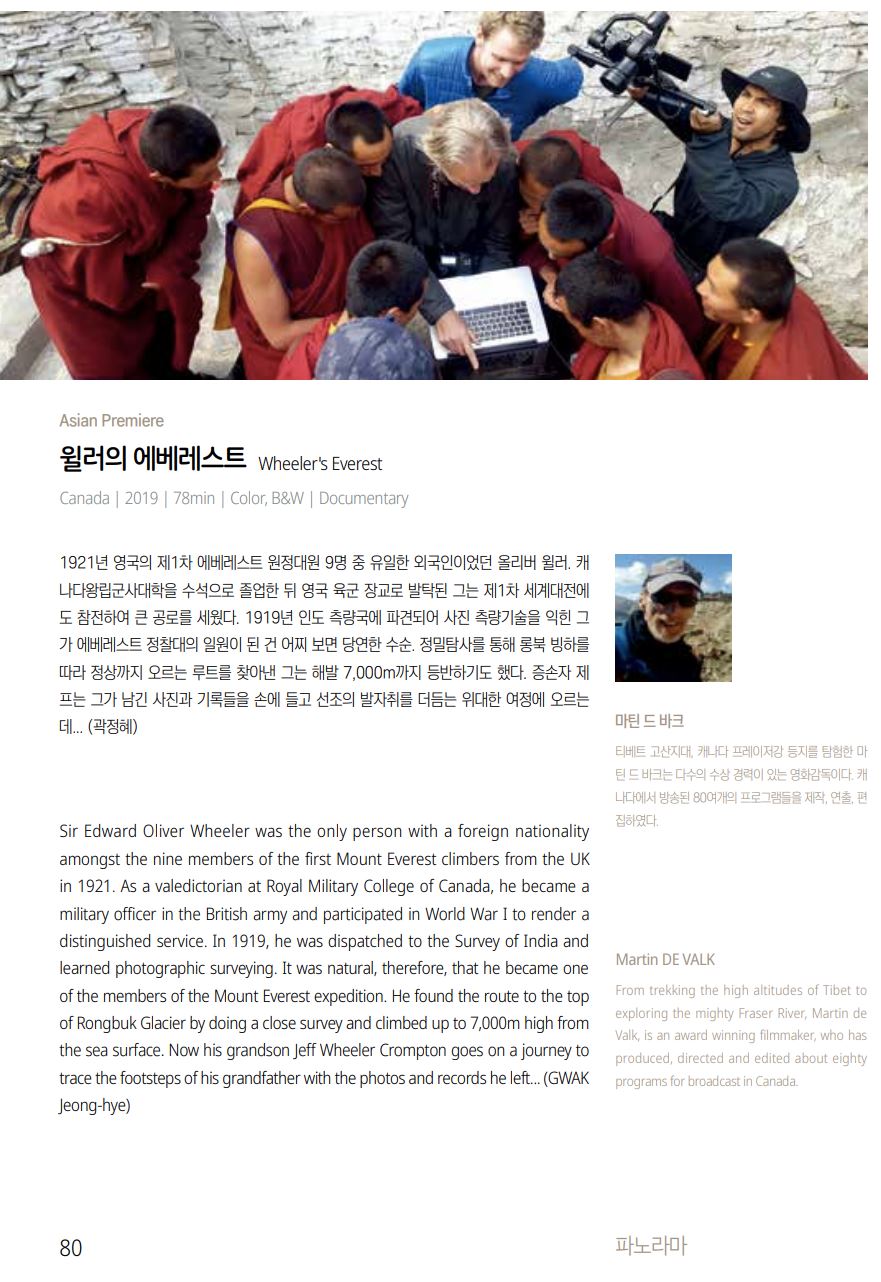 Asian Premiere
윌러의 에베레스트 Wheeler's Everest
Canada | 2019 | 78min | Color, B&W | Documentary
1921년 영국의 제1차 에베레스트 원정대원 9명 중 유일한 외국인이었던 올리버 윌러. 캐
나다왕립군사대학을 수석으로 졸업한 뒤 영국 육군 장교로 발탁된 그는 제1차 세계대전에
도 참전하여 큰 공로를 세웠다. 1919년 인도 측량국에 파견되어 사진 측량기술을 익힌 그
가 에베레스트 정찰대의 일원이 된 건 어찌 보면 당연한 수순. 정밀탐사를 통해 롱북 빙하를
따라 정상까지 오르는 루트를 찾아낸 그는 해발 7,000m까지 등반하기도 했다. 증손자 제
프는 그가 남긴 사진과 기록들을 손에 들고 선조의 발자취를 더듬는 위대한 여정에 오르는
데... (곽정혜)
Sir Edward Oliver Wheeler was the only person with a foreign nationality
amongst the nine members of the first Mount Everest climbers from the UK
in 1921. As a valedictorian at Royal Military College of Canada, he became a
military officer in the British army and participated in World War I to render a
distinguished service. In 1919, he was dispatched to the Survey of India and
learned photographic surveying. It was natural, therefore, that he became one
of the members of the Mount Everest expedition. He found the route to the top
of Rongbuk Glacier by doing a close survey and climbed up to 7,000m high from
the sea surface. Now his grandson Jeff Wheeler Crompton goes on a journey to
trace the footsteps of his grandfather with the photos and records he left... (GWAK
Jeong-hye)
마틴 드 바크
티베트 고산지대, 캐나다 프레이저강 등지를 탐험한 마
틴 드 바크는 다수의 수상 경력이 있는 영화감독이다. 캐
나다에서 방송된 80여개의 프로그램들을 제작, 연출, 편
집하였다.
Martin DE VALK
From trekking the high altitudes of Tibet to
exploring the mighty Fraser River, Martin de
Valk, is an award winning filmmaker, who has
produced, directed and edited about eighty
programs for broadcast in Canada.
80
파노라마